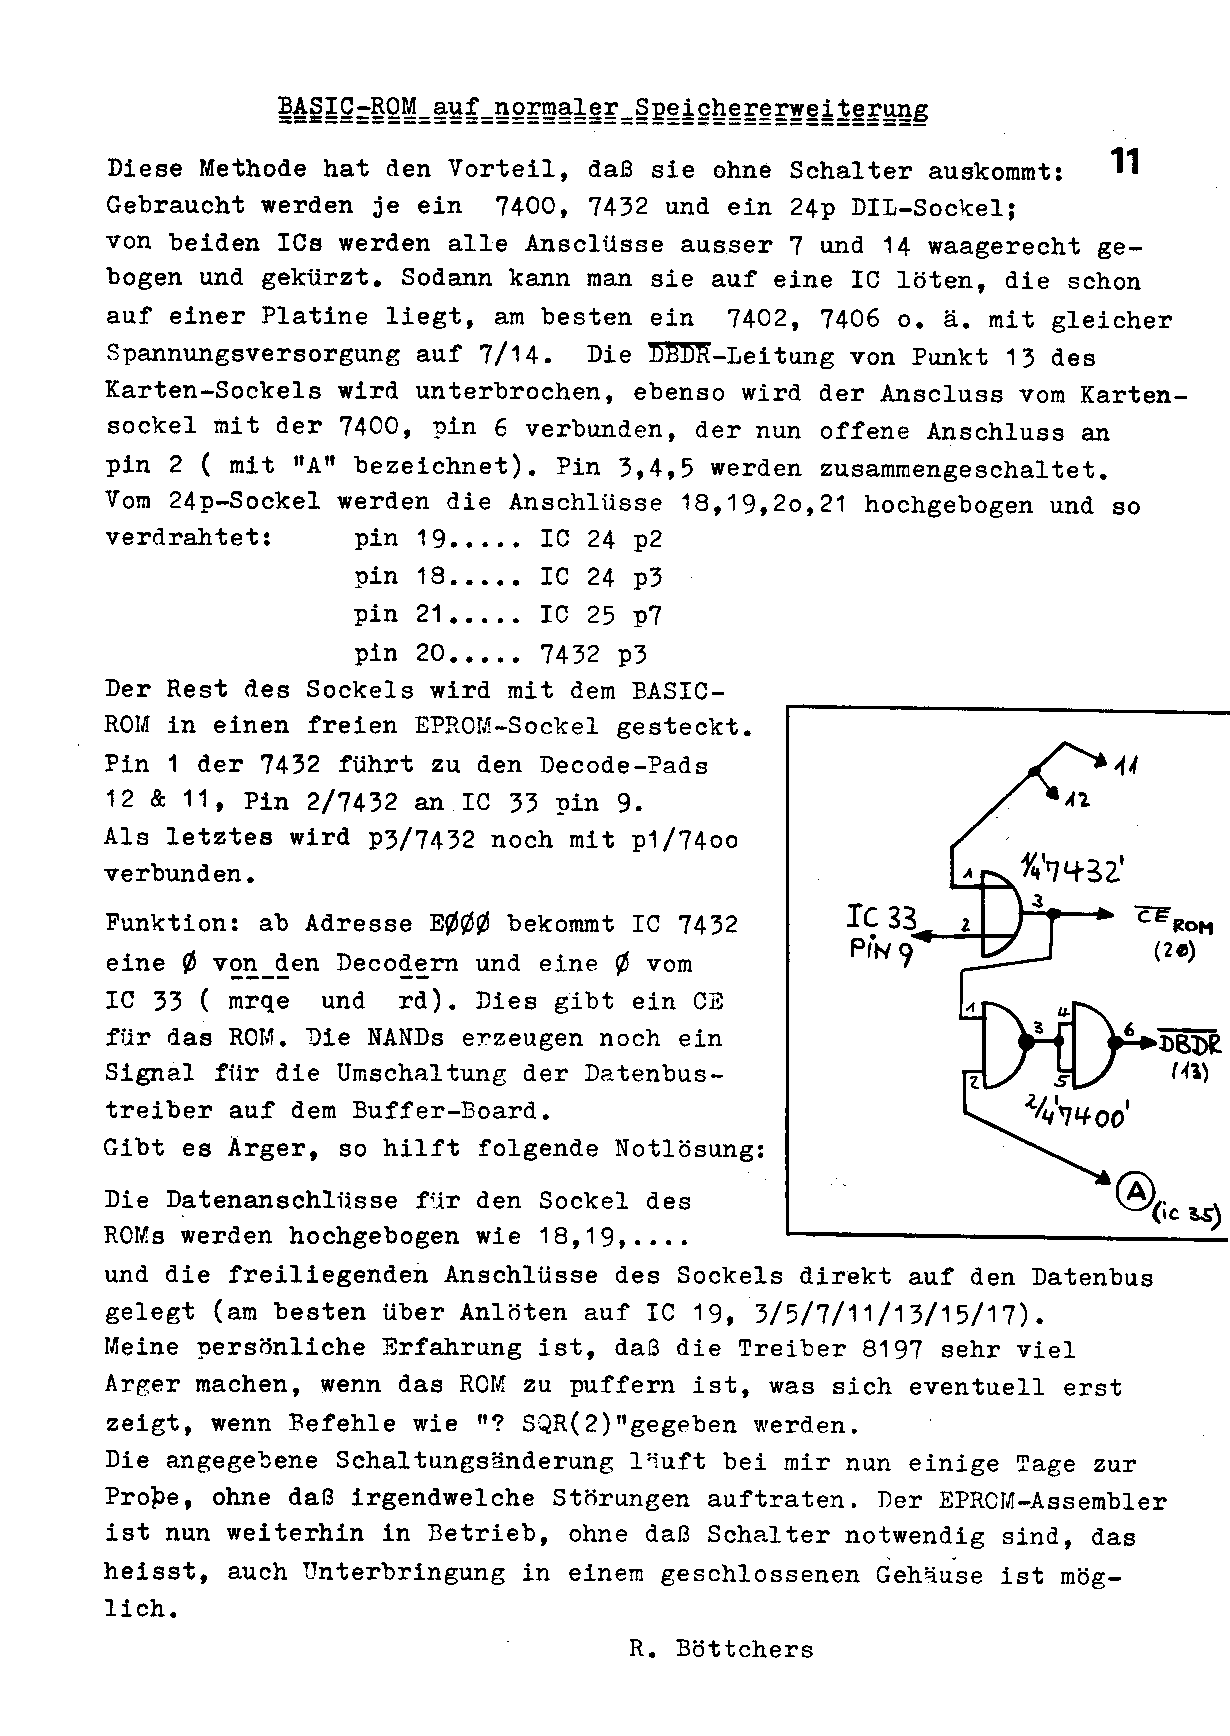 BASIC-ROM auf normaler Speichererweiterung
11
Diese Methode hat den Vorteil, daß sie ohne Schalter auskommt:
Gebraucht werden je ein 7400, 7432 und ein 24p DIL-Sockel;
von beiden ICs werden alle Ansclüsse ausser 7 und 14 waagerecht ge-
bogen und gekürzt. Sodann kann man sie auf eine IC löten, die schon
auf einer Platine liegt, am besten ein 7402, 7406 o. ä. mit gleicher
Spannungsversorgung auf 7/14. Die D̅B̅D̅R̅-Leitung von Punkt 13 des
Karten-Sockels wird unterbrochen, ebenso wird der Anscluss vom Karten-
sockel mit der 7400, pin 6 verbunden, der nun offene Anschluss an
pin 2 ( mit "A" bezeichnet). Pin 3,4,5 werden zusammengeschaltet.
Vom 24p-Sockel werden die Anschlüsse 18,19,2o,21 hochgebogen und so
verdrahtet: pin 19..... IC 24 p2
pin 18..... IC 24 p3
pin 21..... IC 25 p7
pin 20..... 7432 p3
Der Rest des Sockels wird mit dem BASIC-
ROM in einen freien EPROM-Sockel gesteckt.
Pin 1 der 7432 führt zu den Decode-Pads
12 & 11, Pin 2/7432 an IC 33 pin 9.
Als letztes wird p3/7432 noch mit p1/74oo
verbunden.
Funktion: ab Adresse EØØØ bekommt IC 7432
eine Ø von den Decodern und eine Ø vom
IC 33 ( m̅r̅q̅e̅ und r̅d̅). Dies gibt ein CE
für das ROM. Die NANDs erzeugen noch ein
Signal für die Umschaltung der Datenbus-
treiber auf dem Buffer-Board.
Gibt es Ärger, so hilft folgende Notlösung:
Die Datenanschlüsse für den Sockel des
ROMs werden hochgebogen wie 18,19,....
und die freiliegenden Anschlüsse des Sockels direkt auf den Datenbus
gelegt (am besten über Anlöten auf IC 19, 3/5/7/11/13/15/17).
Meine persönliche Erfahrung ist, daß die Treiber 8197 sehr viel
Arger machen, wenn das ROM zu puffern ist, was sich eventuell erst
zeigt, wenn Befehle wie "? SQR(2)"gegeben werden.
Die angegebene Schaltungsänderung läuft bei mir nun einige Tage zur
Probe, ohne daß irgendwelche Störungen auftraten. Der EPROM-Assembler
ist nun weiterhin in Betrieb, ohne daß Schalter notwendig sind, das
heisst, auch Unterbringung in einem geschlossenen Gehäuse ist mög-
lich.
R. Böttchers
11
12
1/4 '7432'
1
3
IC 33
2
C̅E̅ ROM
PiN 9
(20)
1
4
3
6
D̅B̅D̅R̅
2
5
(13)
2/4 '7400'
A
(ic 35)